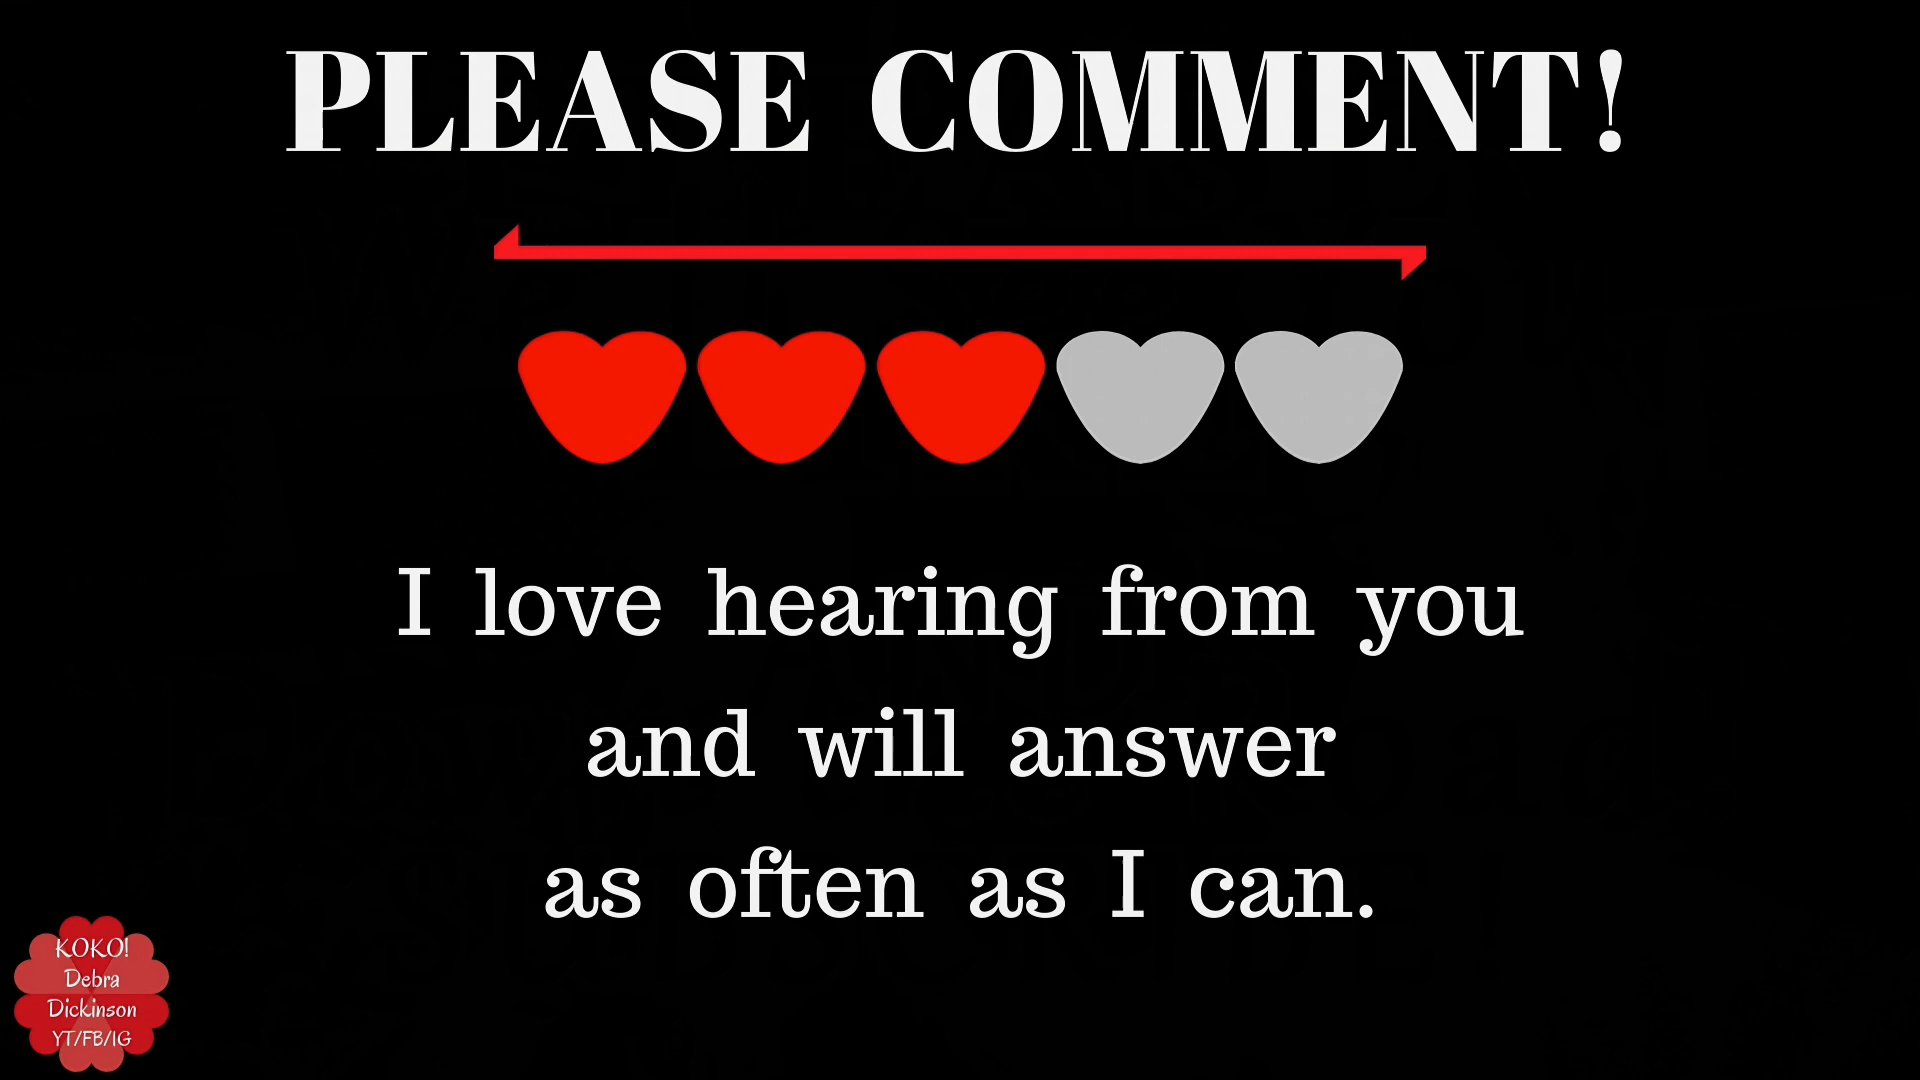 PLEASE COMMENT!
I love hearing from you
and will answer
as often as I can.
KOKO!
Debra
Dickinson
YT/FB/IG